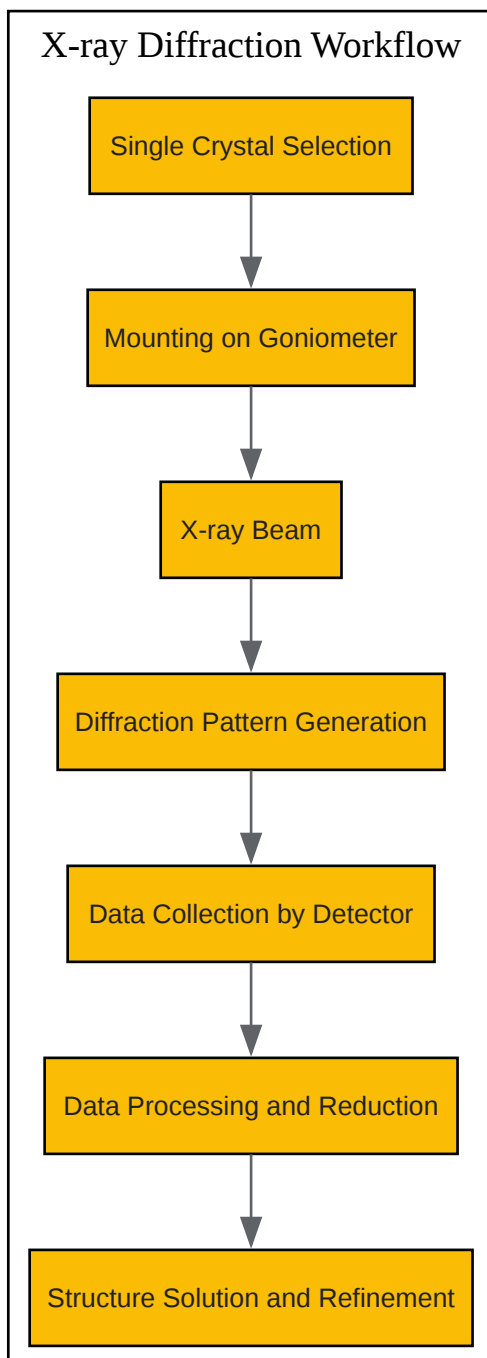 X-ray Diffraction Workflow
Single Crystal Selection
Mounting on Goniometer
X-ray Beam
Diffraction Pattern Generation
Data Collection by Detector
Data Processing and Reduction
Structure Solution and Refinement